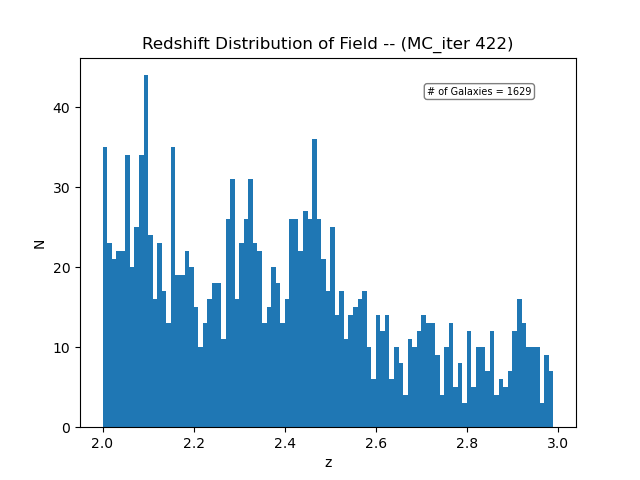 Redshift Distribution of Field -- (MC_iter 422)
# of Galaxies = 1629
40
30
20
10
0
N
2.0 2.2 2.4 2.6 2.8 3.0
z